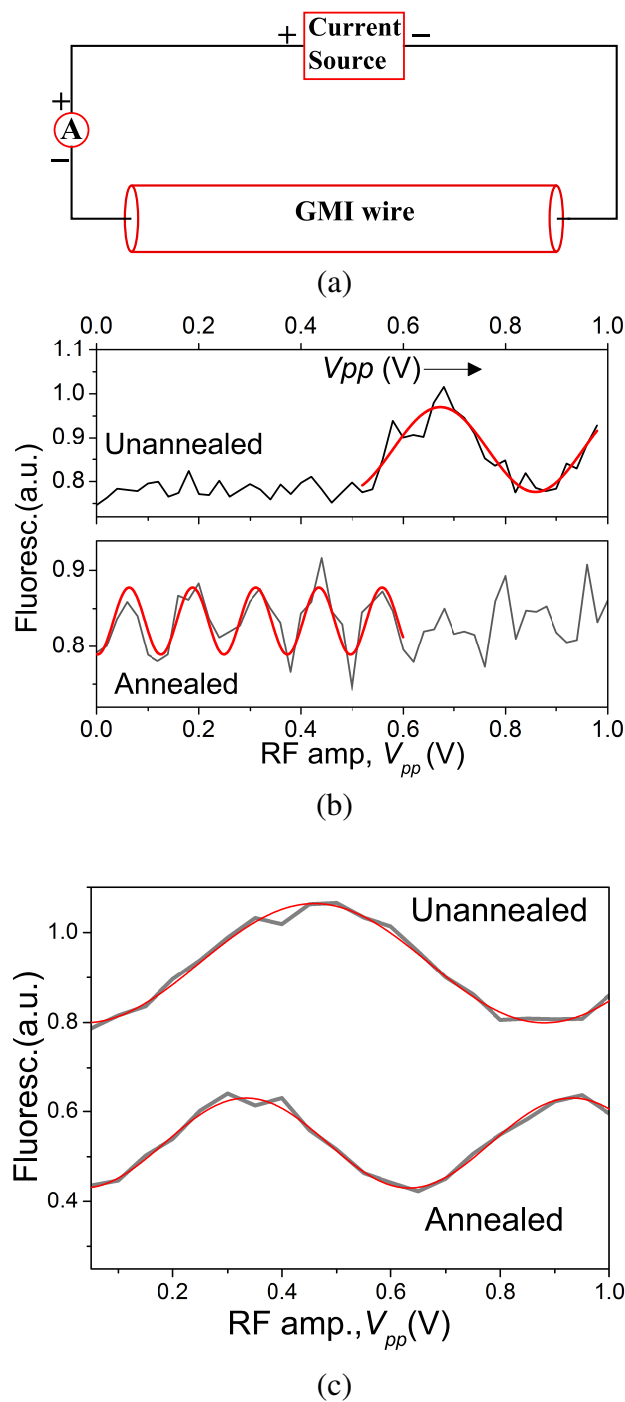 + Current −
Source
+
A
−
GMI wire
(a)
0.0 0.2 0.4 0.6 0.8 1.0
1.1
Vpp (V)
1.0
0.9
Unannealed
0.8
Fluoresc.(a.u.)
0.9
0.8
Annealed
0.0 0.2 0.4 0.6 0.8 1.0
RF amp, Vpp (V)
(b)
Unannealed
1.0
0.8
Fluoresc.(a.u.)
0.6
0.4
Annealed
0.2 0.4 0.6 0.8 1.0
RF amp.,Vpp(V)
(c)